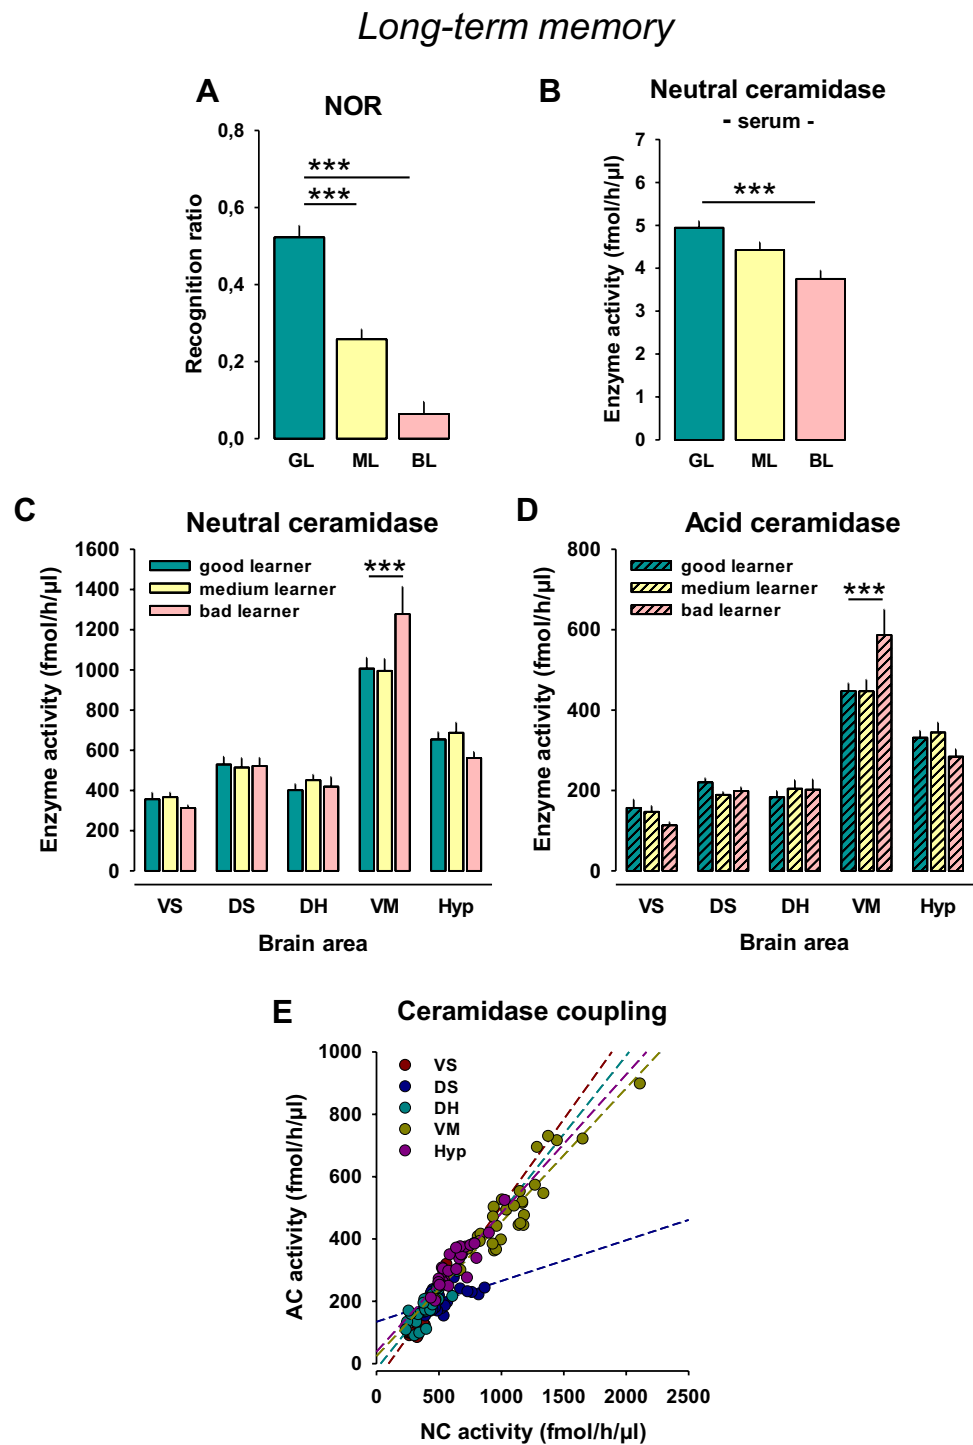 Long-term memory
A
NOR
0,8
0,6
0,4
0,2
0,0
Recognition ratio
***
***
GL ML BL
B
Neutral ceramidase
- serum -
7
6
5
4
3
2
1
0
Enzyme activity (fmol/h/µl)
***
GL ML BL
C
Neutral ceramidase
1600
1400
1200
1000
800
600
400
200
0
Enzyme activity (fmol/h/µl)
good learner
medium learner
bad learner
***
VS DS DH VM Hyp
Brain area
D
Acid ceramidase
800
600
400
200
0
Enzyme activity (fmol/h/µl)
good learner
medium learner
bad learner
***
VS DS DH VM Hyp
Brain area
E
Ceramidase coupling
1000
800
600
400
200
0
AC activity (fmol/h/µl)
VS
DS
DH
VM
Hyp
0 500 1000 1500 2000 2500
NC activity (fmol/h/µl)